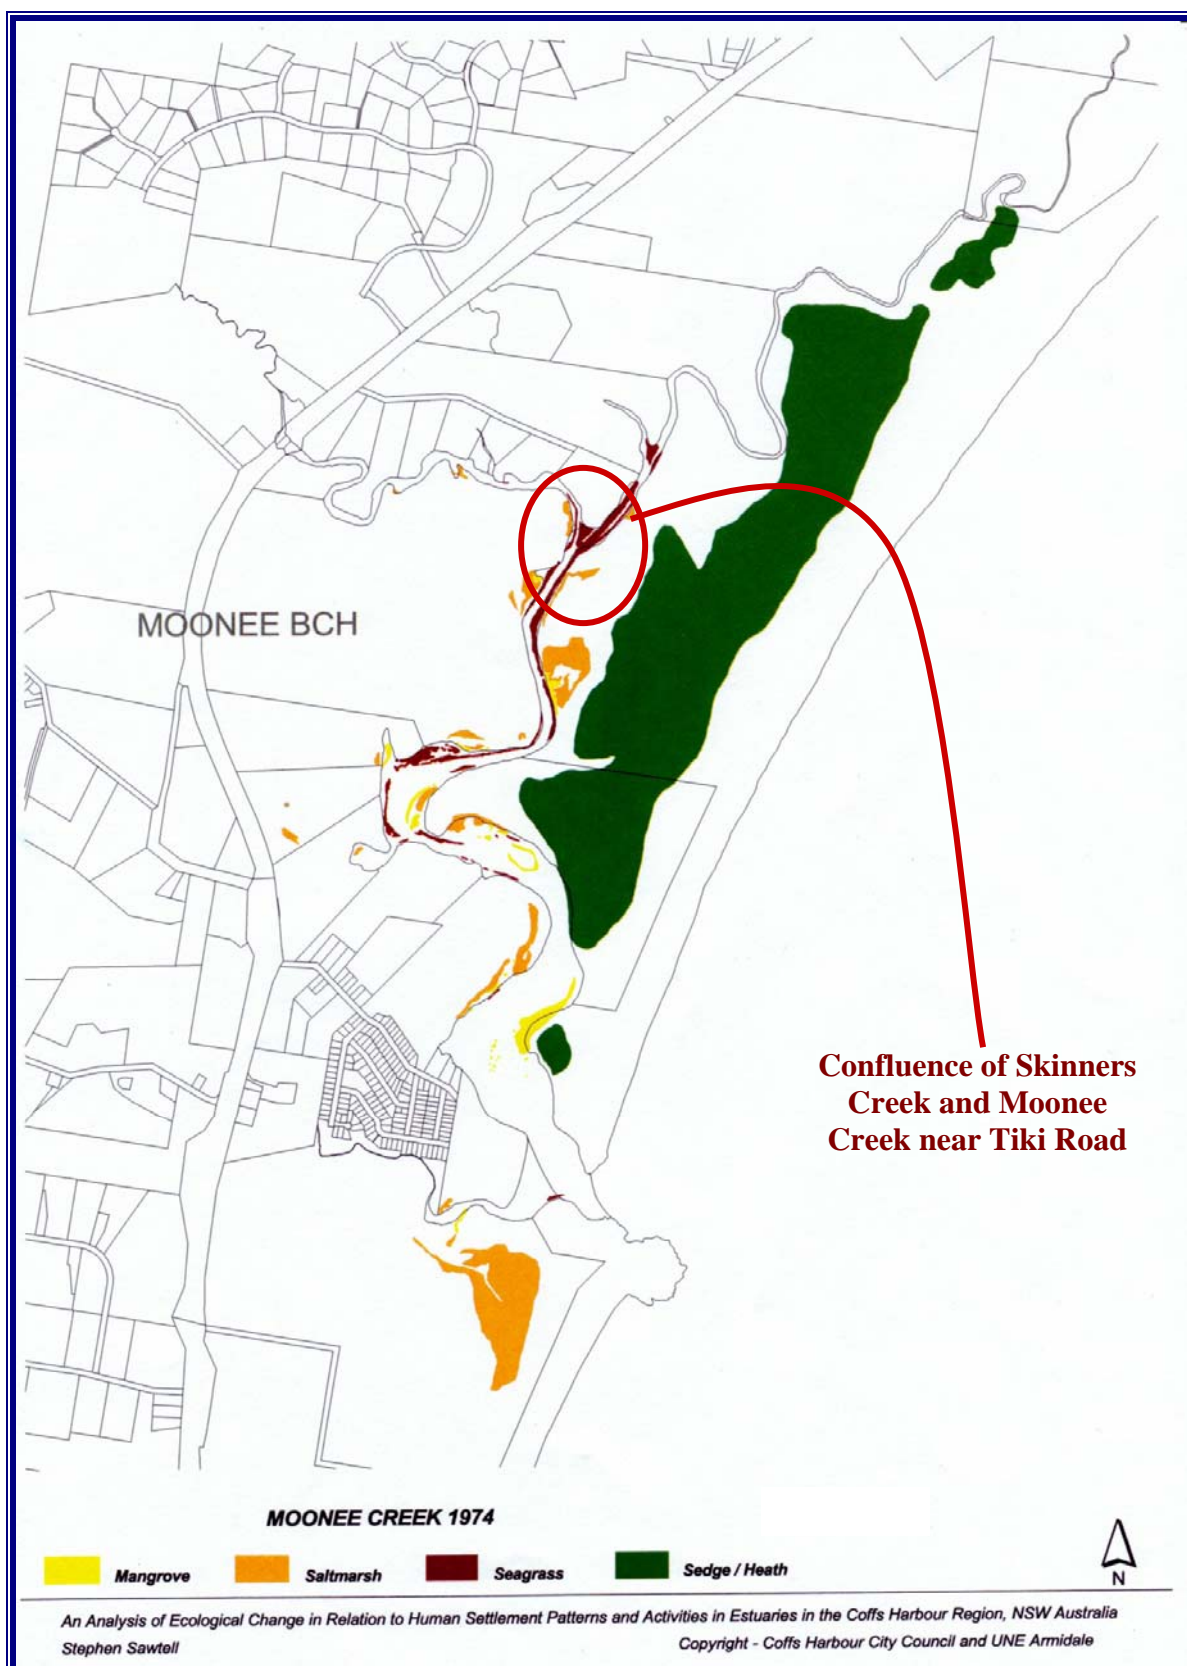 MOONEE BCH
Confluence of Skinners
Creek and Moonee
Creek near Tiki Road
MOONEE CREEK 1974
Mangrove
Saltmarsh
Seagrass
Sedge / Heath
N
An Analysis of Ecological Change in Relation to Human Settlement Patterns and Activities in Estuaries in the Coffs Harbour Region, NSW Australia
Stephen Sawtell
Copyright - Coffs Harbour City Council and UNE Armidale